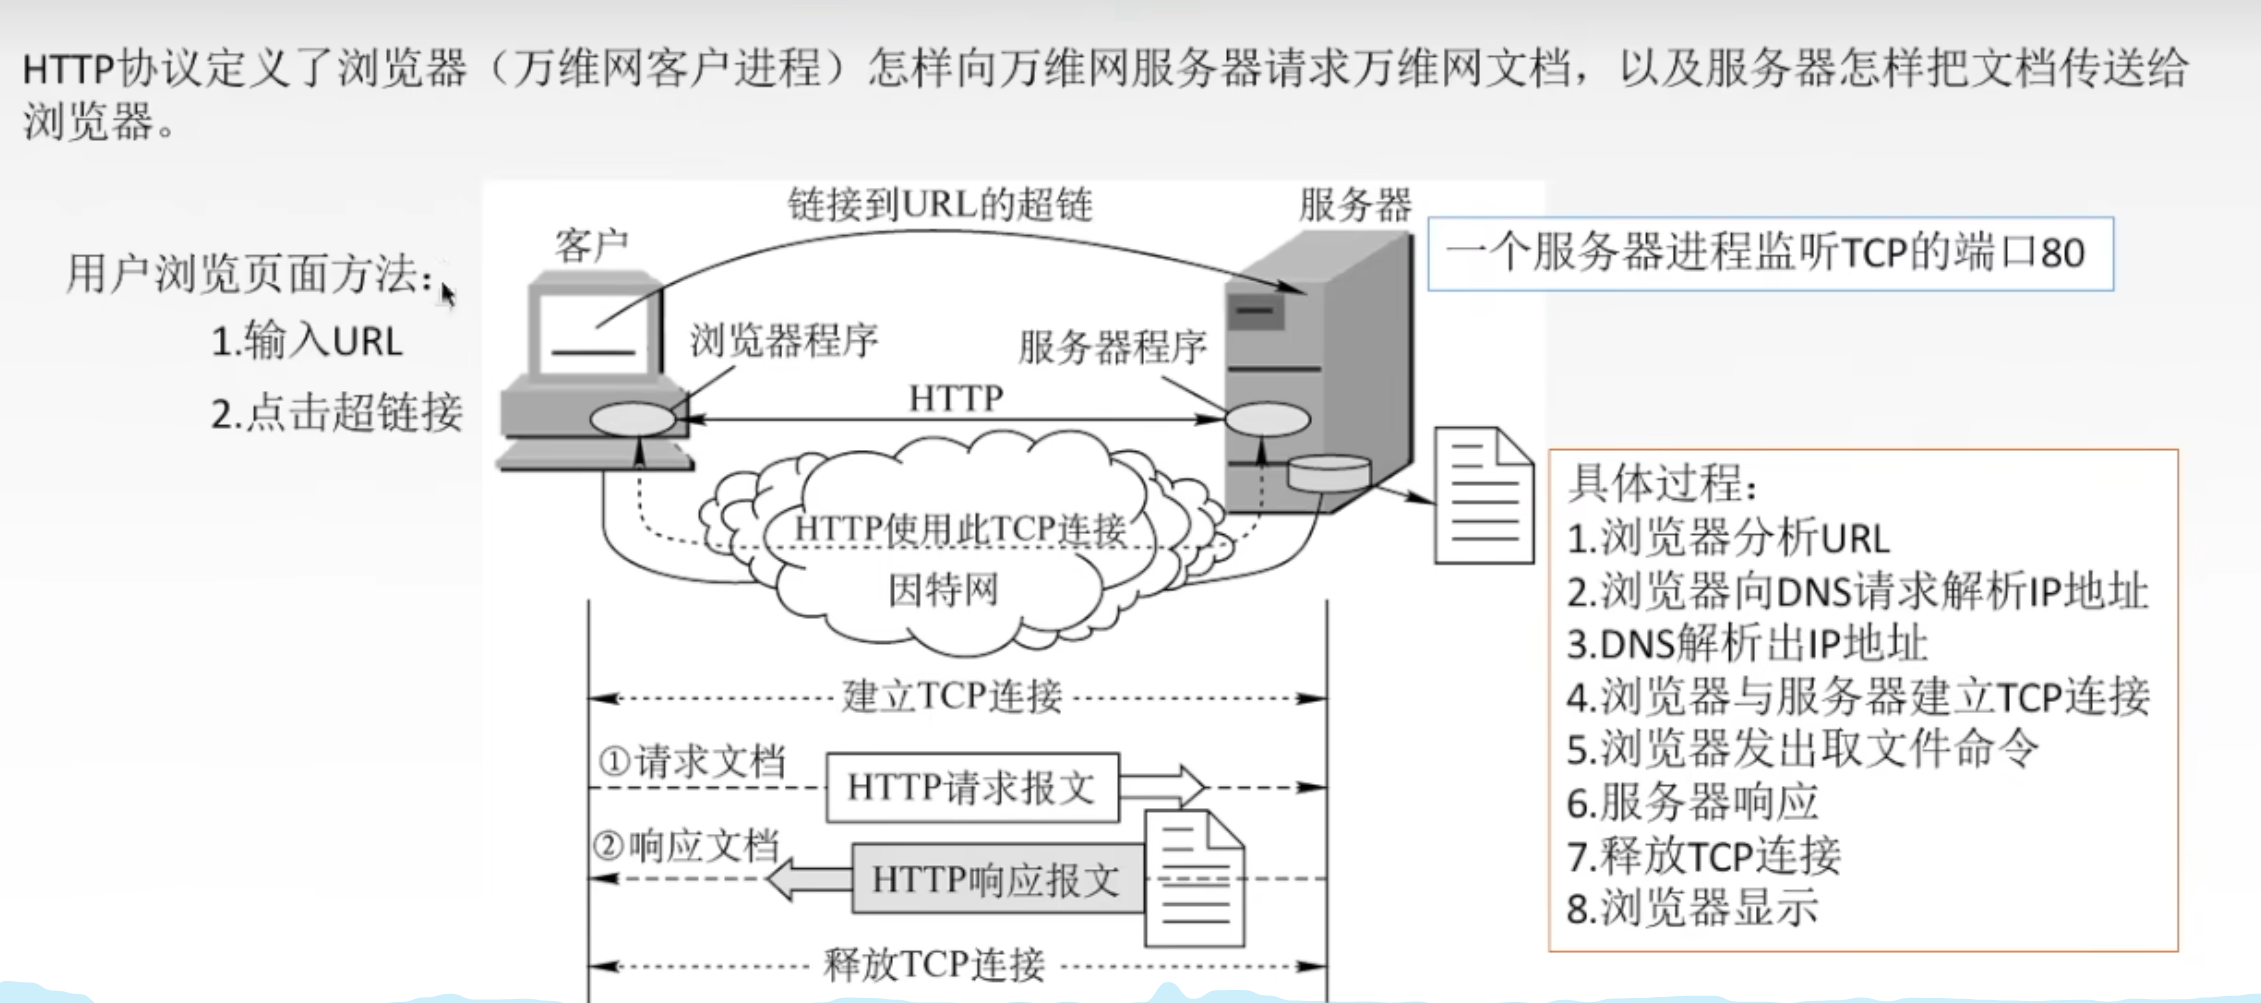 HTTP协议定义了浏览器（万维网客户进程）怎样向万维网服务器请求万维网文档，以及服务器怎样把文档传送给
浏览器。
用户浏览页面方法：
1.输入URL
2.点击超链接
链接到URL的超链
客户
服务器
一个服务器进程监听TCP的端口80
浏览器程序
服务器程序
HTTP
HTTP使用此TCP连接
因特网
建立TCP连接
①请求文档
HTTP请求报文
②响应文档
HTTP响应报文
释放TCP连接
具体过程：
1.浏览器分析URL
2.浏览器向DNS请求解析IP地址
3.DNS解析出IP地址
4.浏览器与服务器建立TCP连接
5.浏览器发出取文件命令
6.服务器响应
7.释放TCP连接
8.浏览器显示